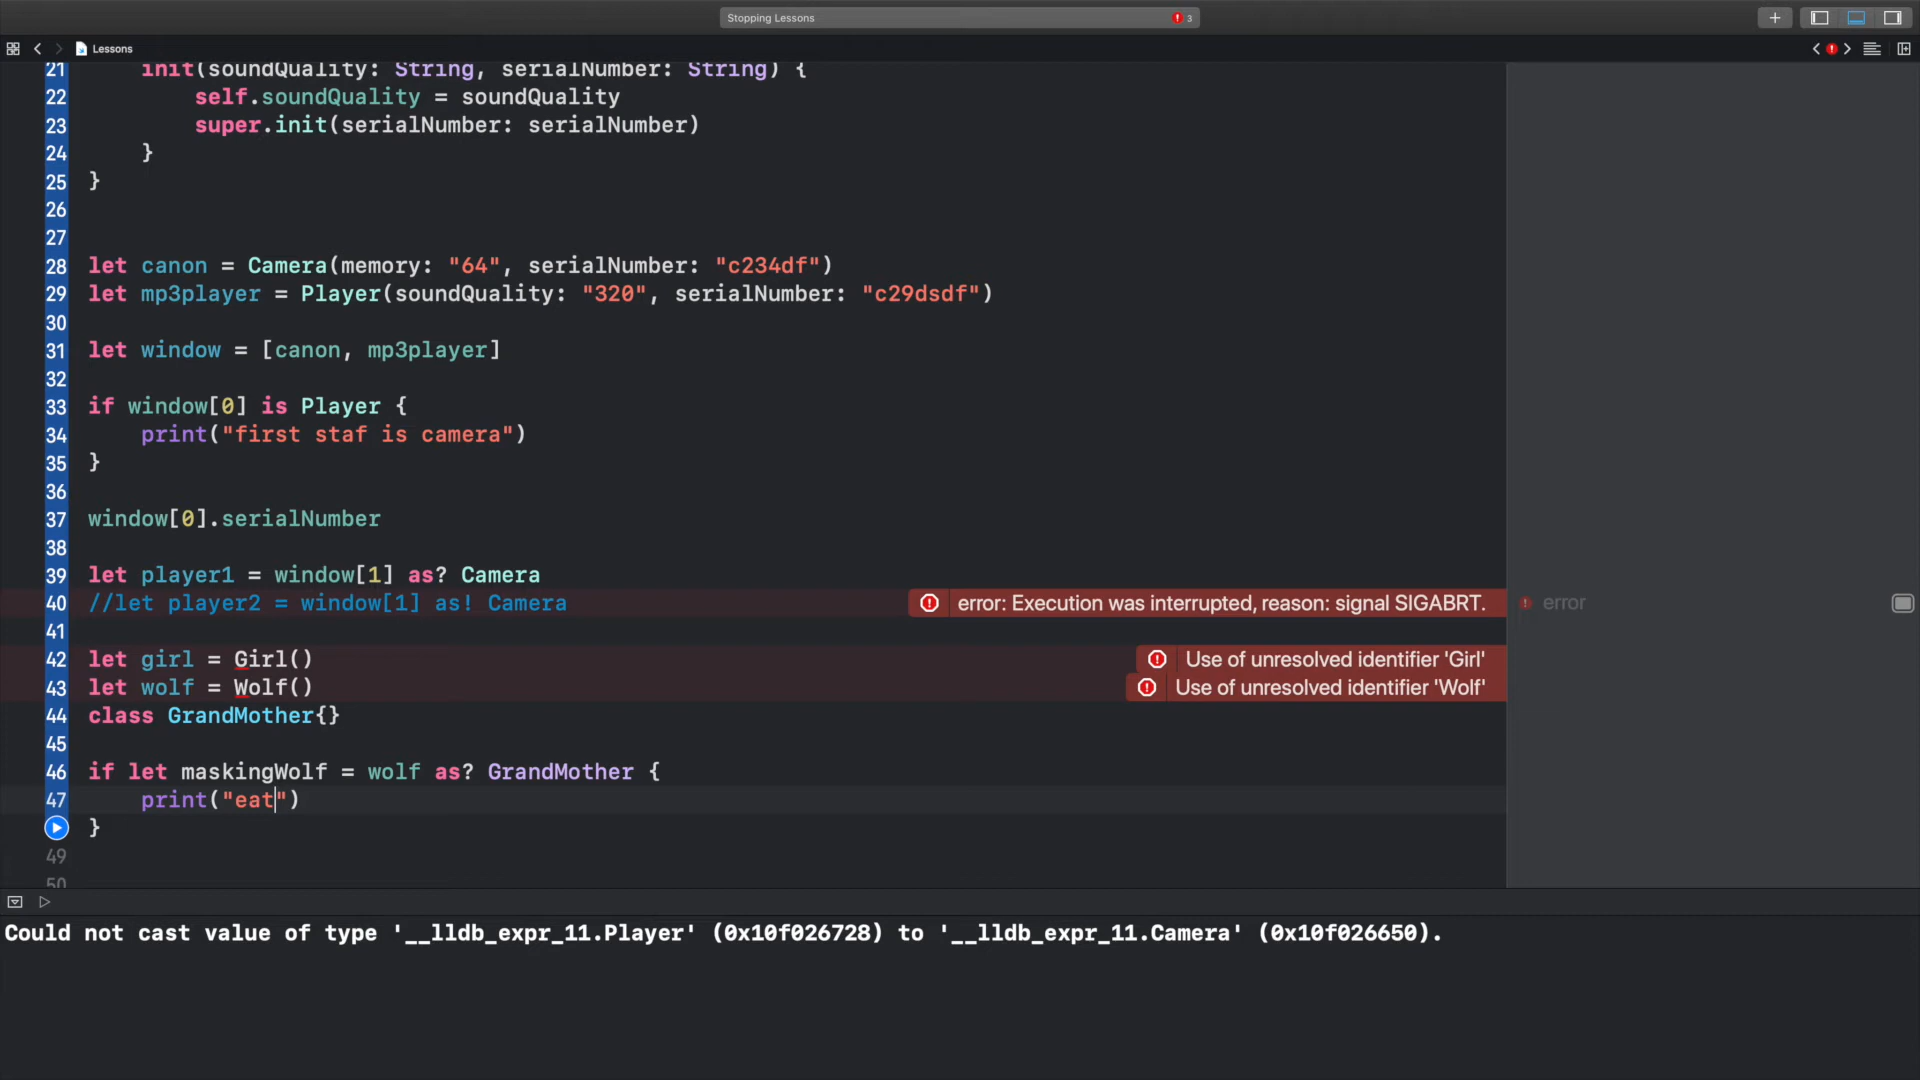 Stopping Lessons
3
Lessons
21 init(soundQuality: String, serialNumber: String) {
22 self.soundQuality = soundQuality
23 super.init(serialNumber: serialNumber)
24 }
25 }
26
27
28 let canon = Camera(memory: "64", serialNumber: "c234df")
29 let mp3player = Player(soundQuality: "320", serialNumber: "c29dsdf")
30
31 let window = [canon, mp3player]
32
33 if window[0] is Player {
34 print("first staf is camera")
35 }
36
37 window[0].serialNumber
38
39 let player1 = window[1] as? Camera
40 //let player2 = window[1] as! Camera error: Execution was interrupted, reason: signal SIGABRT. error
41
42 let girl = Girl() Use of unresolved identifier 'Girl'
43 let wolf = Wolf() Use of unresolved identifier 'Wolf'
44 class GrandMother{}
45
46 if let maskingWolf = wolf as? GrandMother {
47 print("eat")
}
49
50
Could not cast value of type '__lldb_expr_11.Player' (0x10f026728) to '__lldb_expr_11.Camera' (0x10f026650).